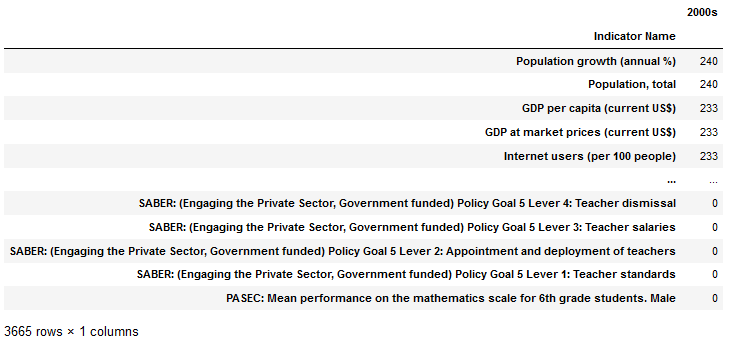 2000s
Indicator Name
Population growth (annual %) 240
Population, total 240
GDP per capita (current US$) 233
GDP at market prices (current US$) 233
Internet users (per 100 people) 233
... ...
SABER: (Engaging the Private Sector, Government funded) Policy Goal 5 Lever 4: Teacher dismissal 0
SABER: (Engaging the Private Sector, Government funded) Policy Goal 5 Lever 3: Teacher salaries 0
SABER: (Engaging the Private Sector, Government funded) Policy Goal 5 Lever 2: Appointment and deployment of teachers 0
SABER: (Engaging the Private Sector, Government funded) Policy Goal 5 Lever 1: Teacher standards 0
PASEC: Mean performance on the mathematics scale for 6th grade students. Male 0
3665 rows × 1 columns